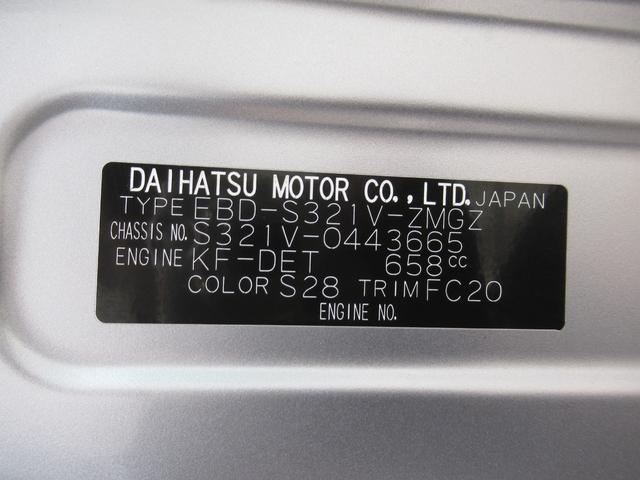 DAIHATSU MOTOR CO.,LTD. JAPAN
TYPE EBD-S321V-ZMGZ
CHASSIS NO. S321V-0443665
ENGINE KF-DET 658cc
COLOR S28 TRIM FC20
ENGINE NO.